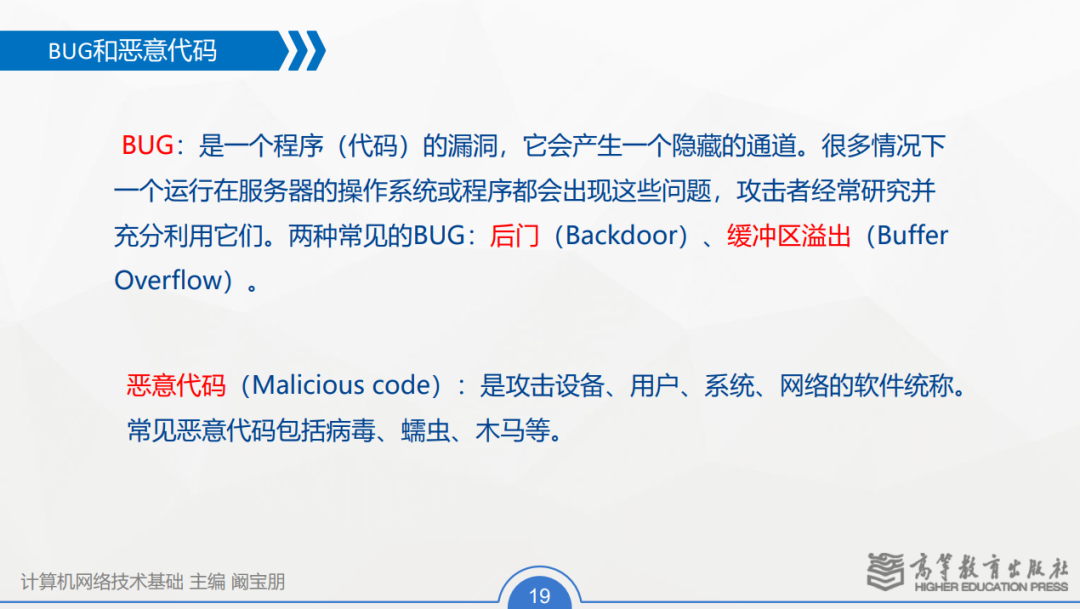 BUG和恶意代码
BUG：是一个程序（代码）的漏洞，它会产生一个隐藏的通道。很多情况下
一个运行在服务器的操作系统或程序都会出现这些问题，攻击者经常研究并
充分利用它们。两种常见的BUG：后门（Backdoor）、缓冲区溢出（Buffer
Overflow）。
恶意代码（Malicious code）：是攻击设备、用户、系统、网络的软件统称。
常见恶意代码包括病毒、蠕虫、木马等。
计算机网络技术基础 主编 阚宝朋
19
高等教育出版社
HIGHER EDUCATION PRESS